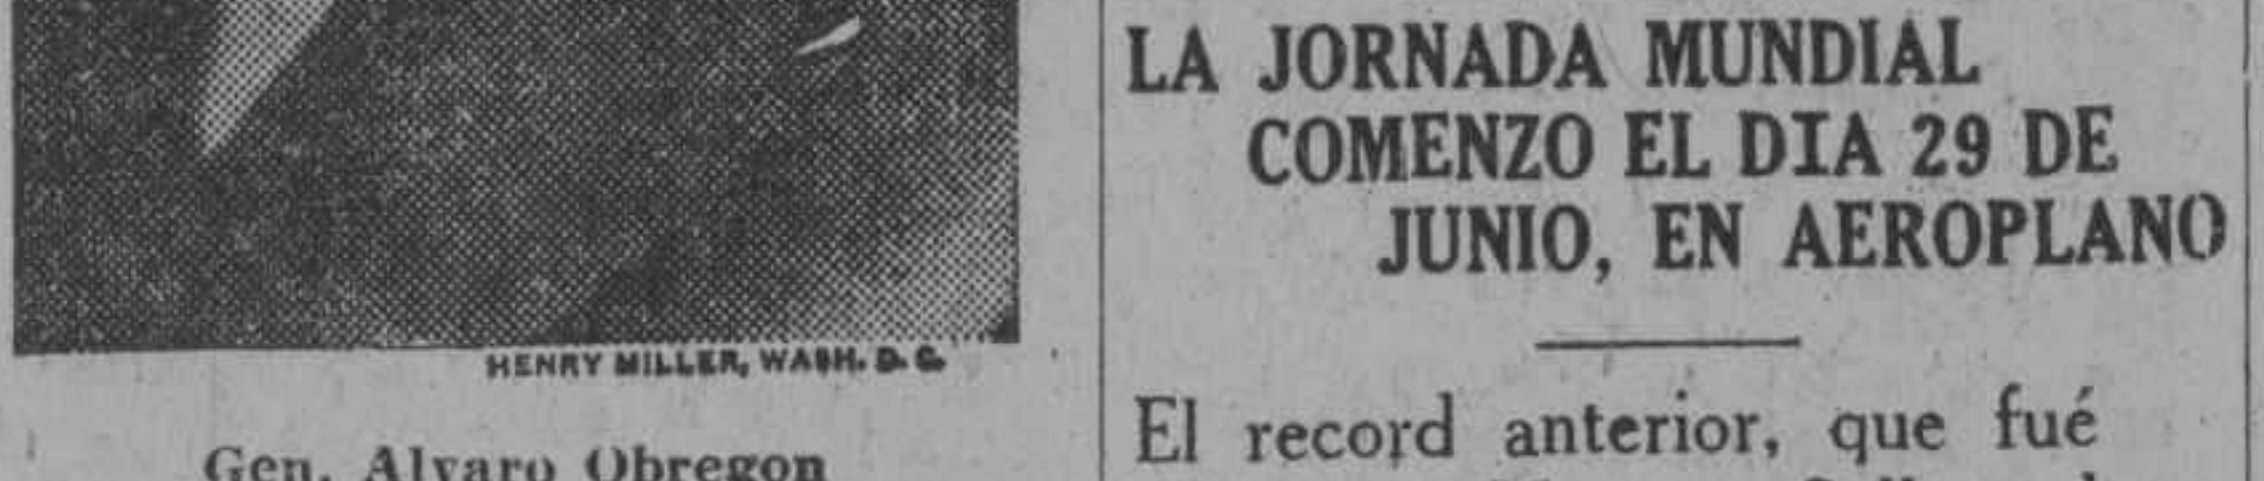 HENRY MILLER, WASH. D. C.
Gen. Alvaro Obregon
LA JORNADA MUNDIAL
COMENZO EL DIA 29 DE
JUNIO, EN AEROPLANO
El record anterior, que fué